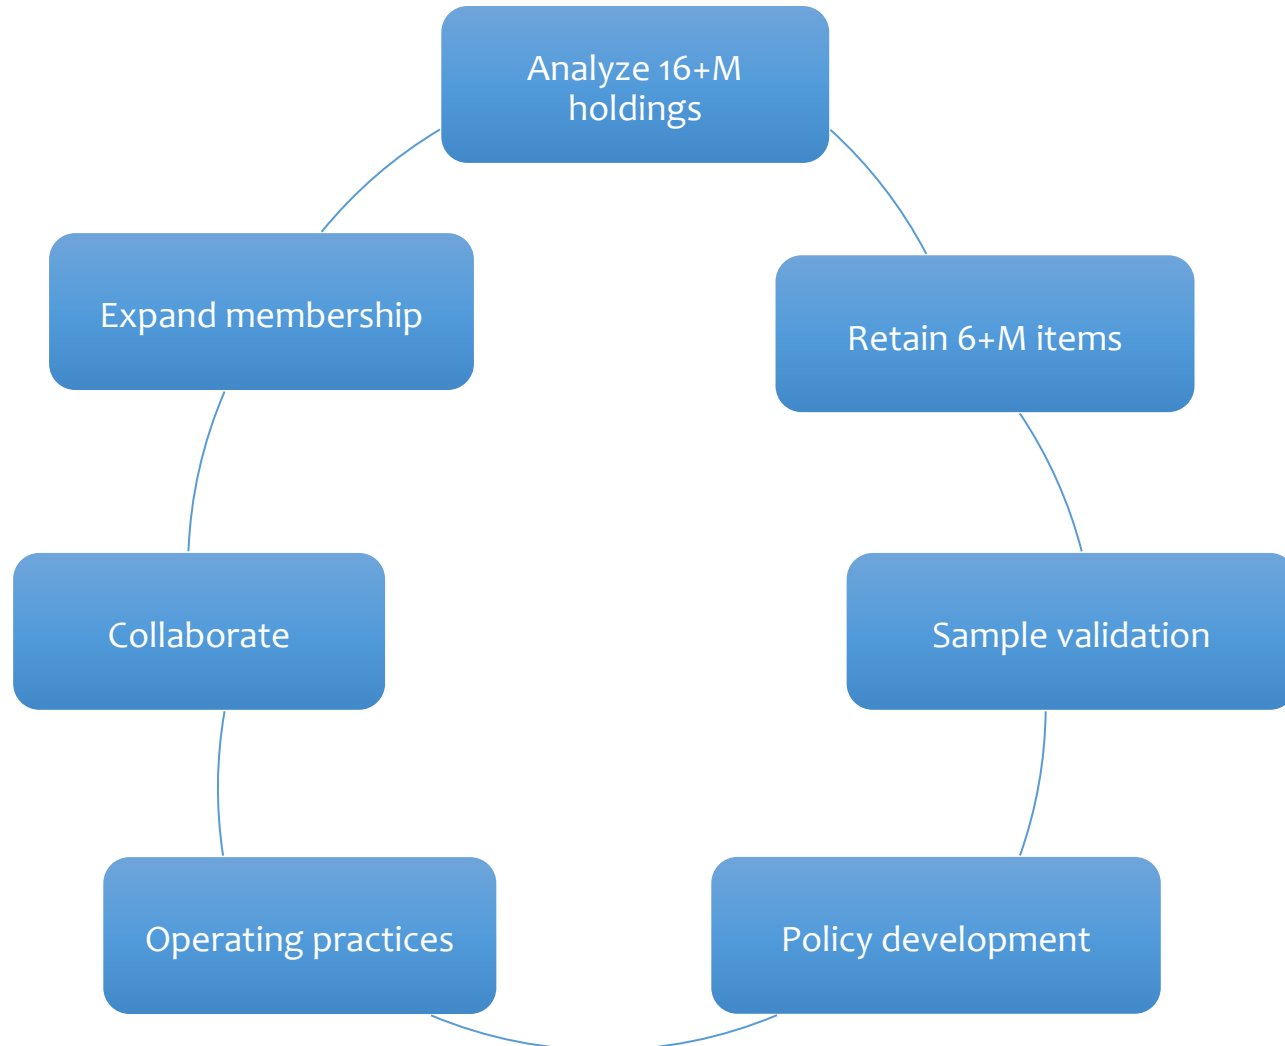 Analyze 16+M
holdings
Expand membership
Retain 6+M items
Collaborate
Sample validation
Operating practices
Policy development